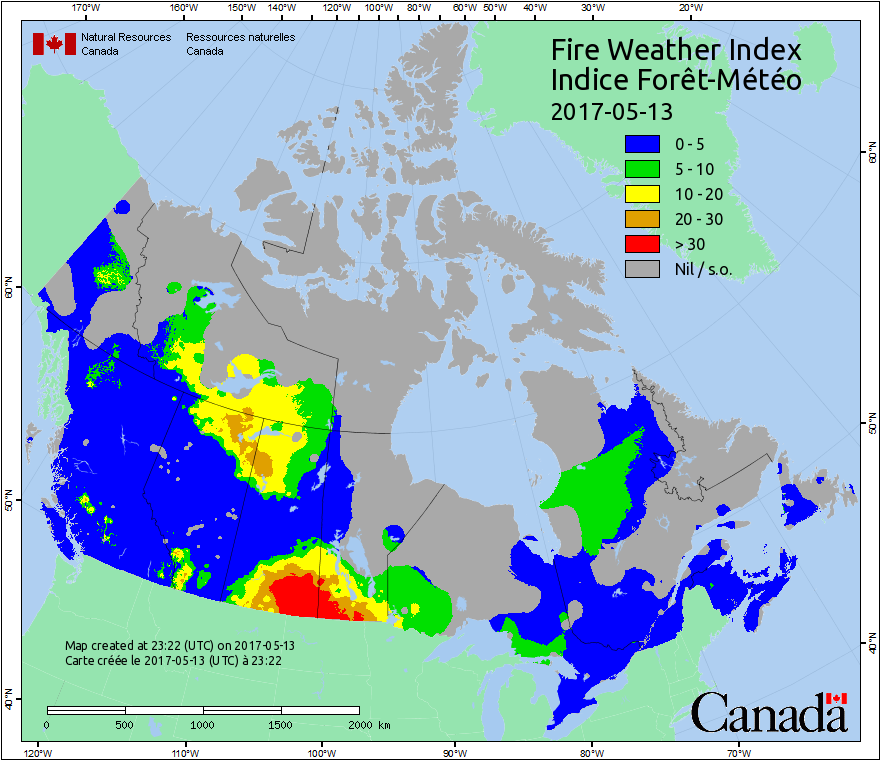 170°W 160°W 150°W 140°W 130°W 120°W 110°W 100°W 90°W 80°W 70°W 60°W 50°W 40°W 30°W 20°W
Natural Resources Ressources naturelles
Canada Canada
Fire Weather Index
Indice Forêt-Météo
2017-05-13
0 - 5
5 - 10
10 - 20
20 - 30
> 30
Nil / s.o.
60°N
60°N
50°N
50°N
40°N
40°N
Map created at 23:22 (UTC) on 2017-05-13
Carte créée le 2017-05-13 (UTC) à 23:22
0 500 1000 1500 2000 km
Canada
120°W 110°W 100°W 90°W 80°W 70°W